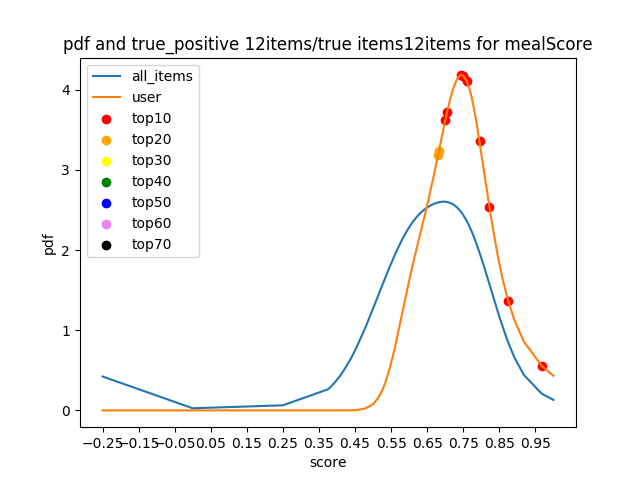 pdf and true_positive 12items/true items12items for mealScore
all_items
user
top10
top20
top30
top40
top50
top60
top70
pdf
4
3
2
1
0
−0.25 −0.15 −0.05 0.05 0.15 0.25 0.35 0.45 0.55 0.65 0.75 0.85 0.95
score